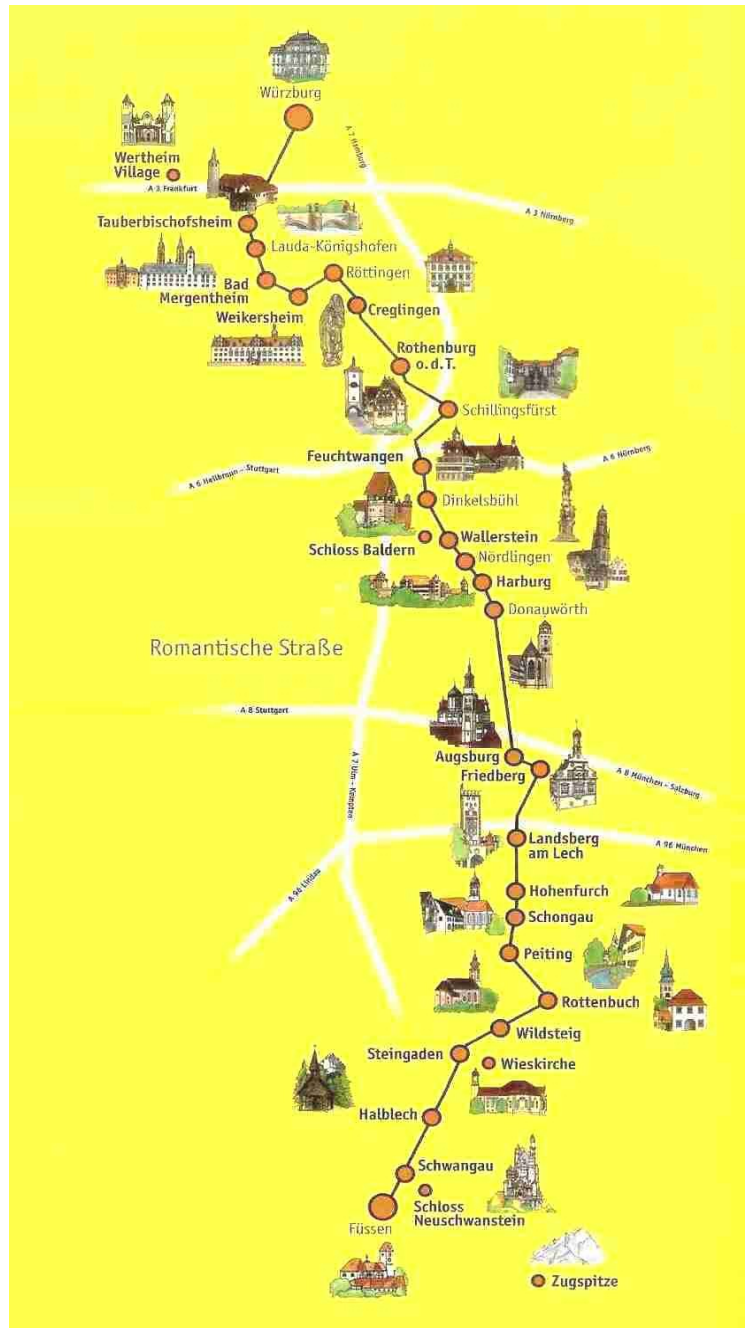 Würzburg
A 7 Hamburg
Wertheim
Village
A 3 Frankfurt
A 3 Nürnberg
Tauberbischofsheim
Lauda-Königshofen
Röttingen
Bad
Mergentheim
Weikersheim
Creglingen
Rothenburg
o.d.T.
Schillingsfürst
Feuchtwangen
A 6 Nürnberg
A 6 Heilbronn – Stuttgart
Dinkelsbühl
Wallerstein
Schloss Baldern
Nördlingen
Harburg
Donauwörth
Romantische Straße
A 8 Stuttgart
Augsburg
Friedberg
A 8 München – Salzburg
A 7 Ulm – Kempten
Landsberg
am Lech
A 96 München
A 96 Lindau
Hohenfurch
Schongau
Peiting
Rottenbuch
Wildsteig
Steingaden
Wieskirche
Halblech
Schwangau
Schloss
Neuschwanstein
Füssen
Zugspitze